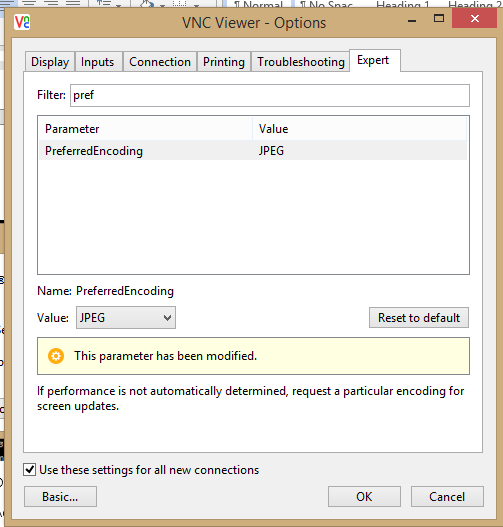 ¶ Normal ¶ No Spac... Heading 1 Heading 2
VNC Viewer - Options
Display Inputs Connection Printing Troubleshooting Expert
Filter: pref
Parameter Value
PreferredEncoding JPEG
Name: PreferredEncoding
Value: JPEG Reset to default
This parameter has been modified.
If performance is not automatically determined, request a particular encoding for
screen updates.
Use these settings for all new connections
Basic... OK Cancel